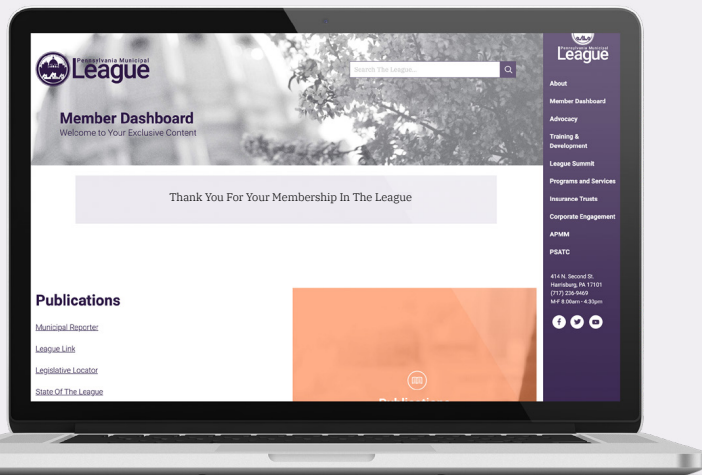 Pennsylvania Municipal
League
Search The League...
Member Dashboard
Welcome to Your Exclusive Content
Thank You For Your Membership In The League
Publications
Municipal Reporter
League Link
Legislative Locator
State Of The League
Publications
Pennsylvania Municipal
League
About
Member Dashboard
Advocacy
Training &
Development
League Summit
Programs and Services
Insurance Trusts
Corporate Engagement
APMM
PSATC
414 N. Second St.
Harrisburg, PA 17101
(717) 236-9469
M-F 8:00am - 4:30pm